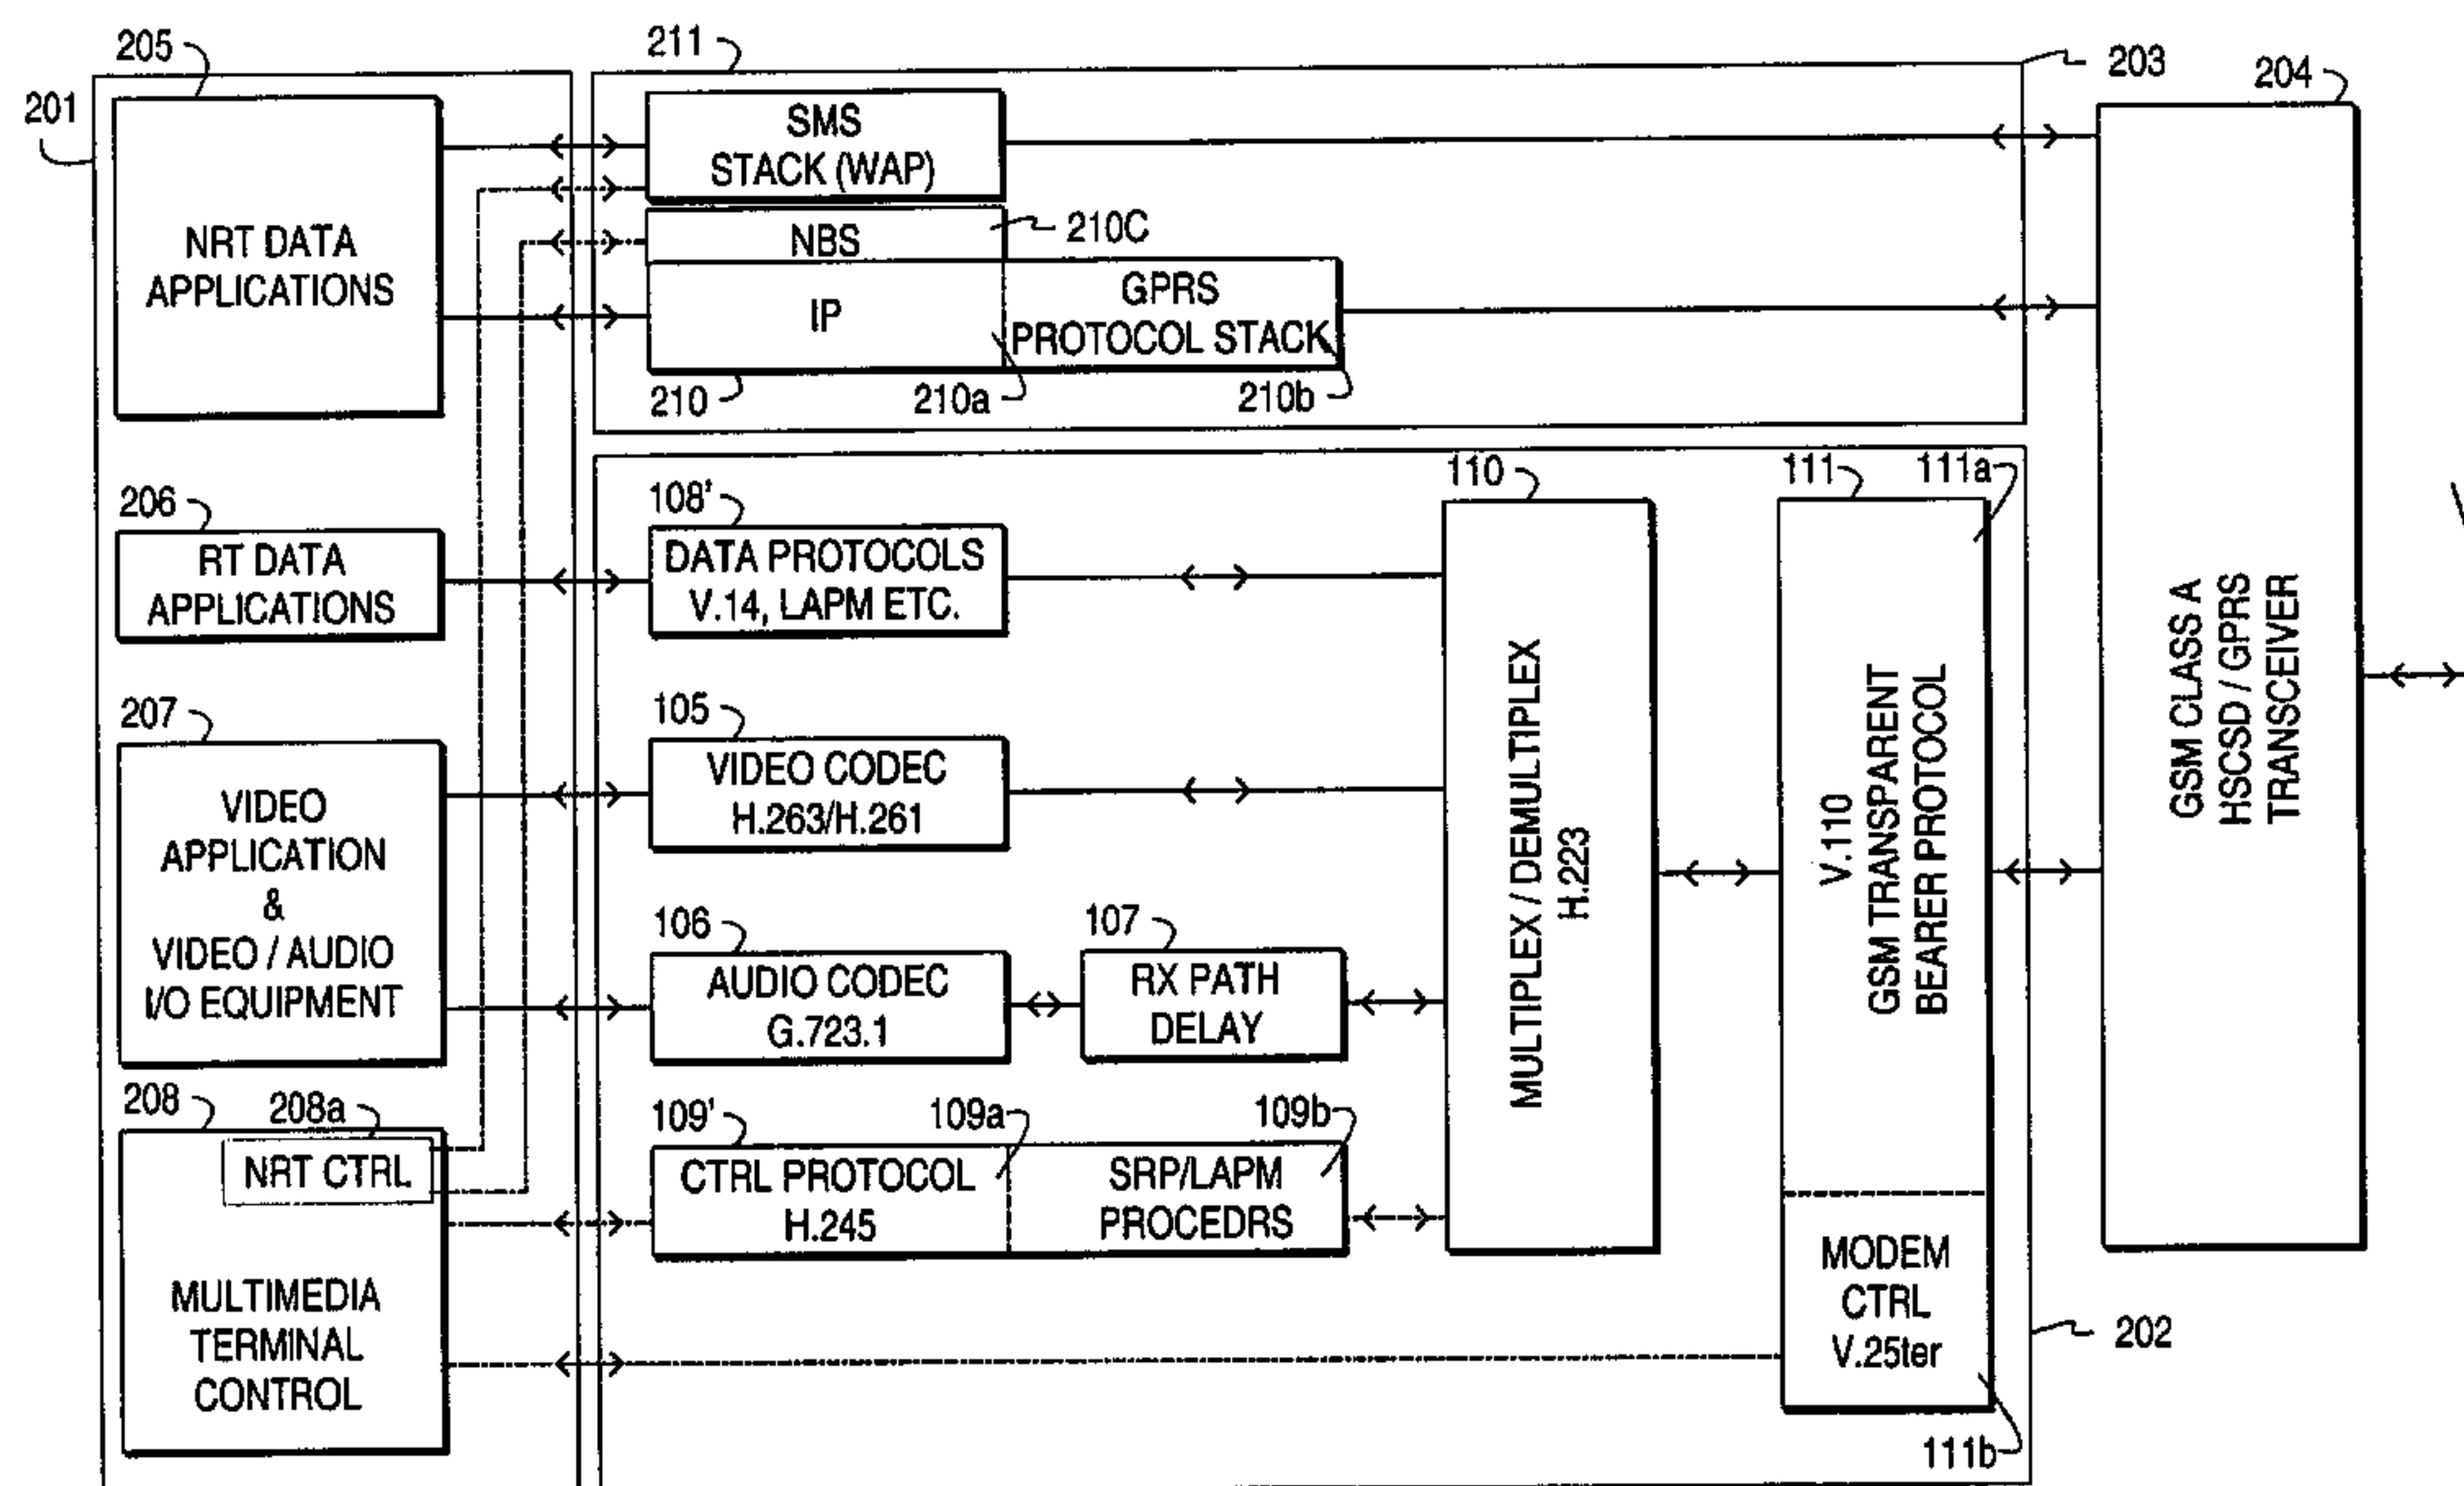 205
211
203
204
201
SMS
STACK (WAP)
NRT DATA
APPLICATIONS
NBS
210C
IP
GPRS
PROTOCOL STACK
210
210a
210b
206
108'
110
111
111a
RT DATA
APPLICATIONS
DATA PROTOCOLS
V.14, LAPM ETC.
207
105
VIDEO
APPLICATION
&
VIDEO / AUDIO
I/O EQUIPMENT
VIDEO CODEC
H.263/H.261
106
107
AUDIO CODEC
G.723.1
RX PATH
DELAY
MULTIPLEX / DEMULTIPLEX
H.223
V.110
GSM TRANSPARENT
BEARER PROTOCOL
GSM CLASS A
HSCSD / GPRS
TRANSCEIVER
208
208a
109'
109a
109b
NRT CTRL
CTRL PROTOCOL
H.245
SRP/LAPM
PROCEDRS
MULTIMEDIA
TERMINAL
CONTROL
MODEM
CTRL
V.25ter
202
111b